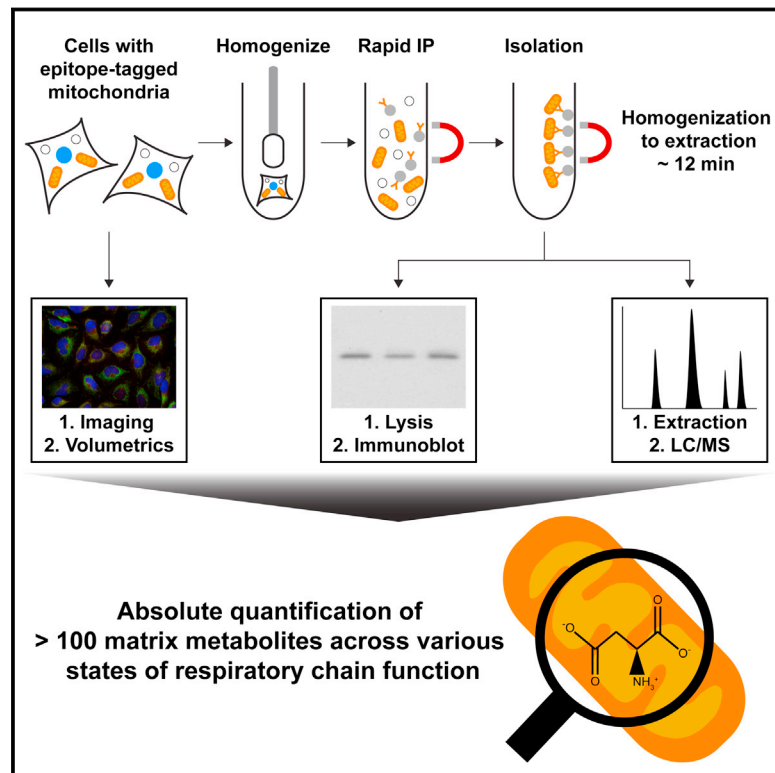 Cells with
epitope-tagged
mitochondria
Homogenize
Rapid IP
Isolation
Homogenization
to extraction
~ 12 min
1. Imaging
2. Volumetrics
1. Lysis
2. Immunoblot
1. Extraction
2. LC/MS
Absolute quantification of
> 100 matrix metabolites across various
states of respiratory chain function
O
⁻O
O
O⁻
NH₃⁺